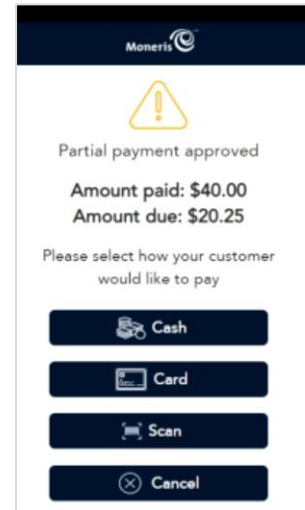 Moneris
Partial payment approved
Amount paid: $40.00
Amount due: $20.25
Please select how your customer
would like to pay
Cash
Card
Scan
Cancel